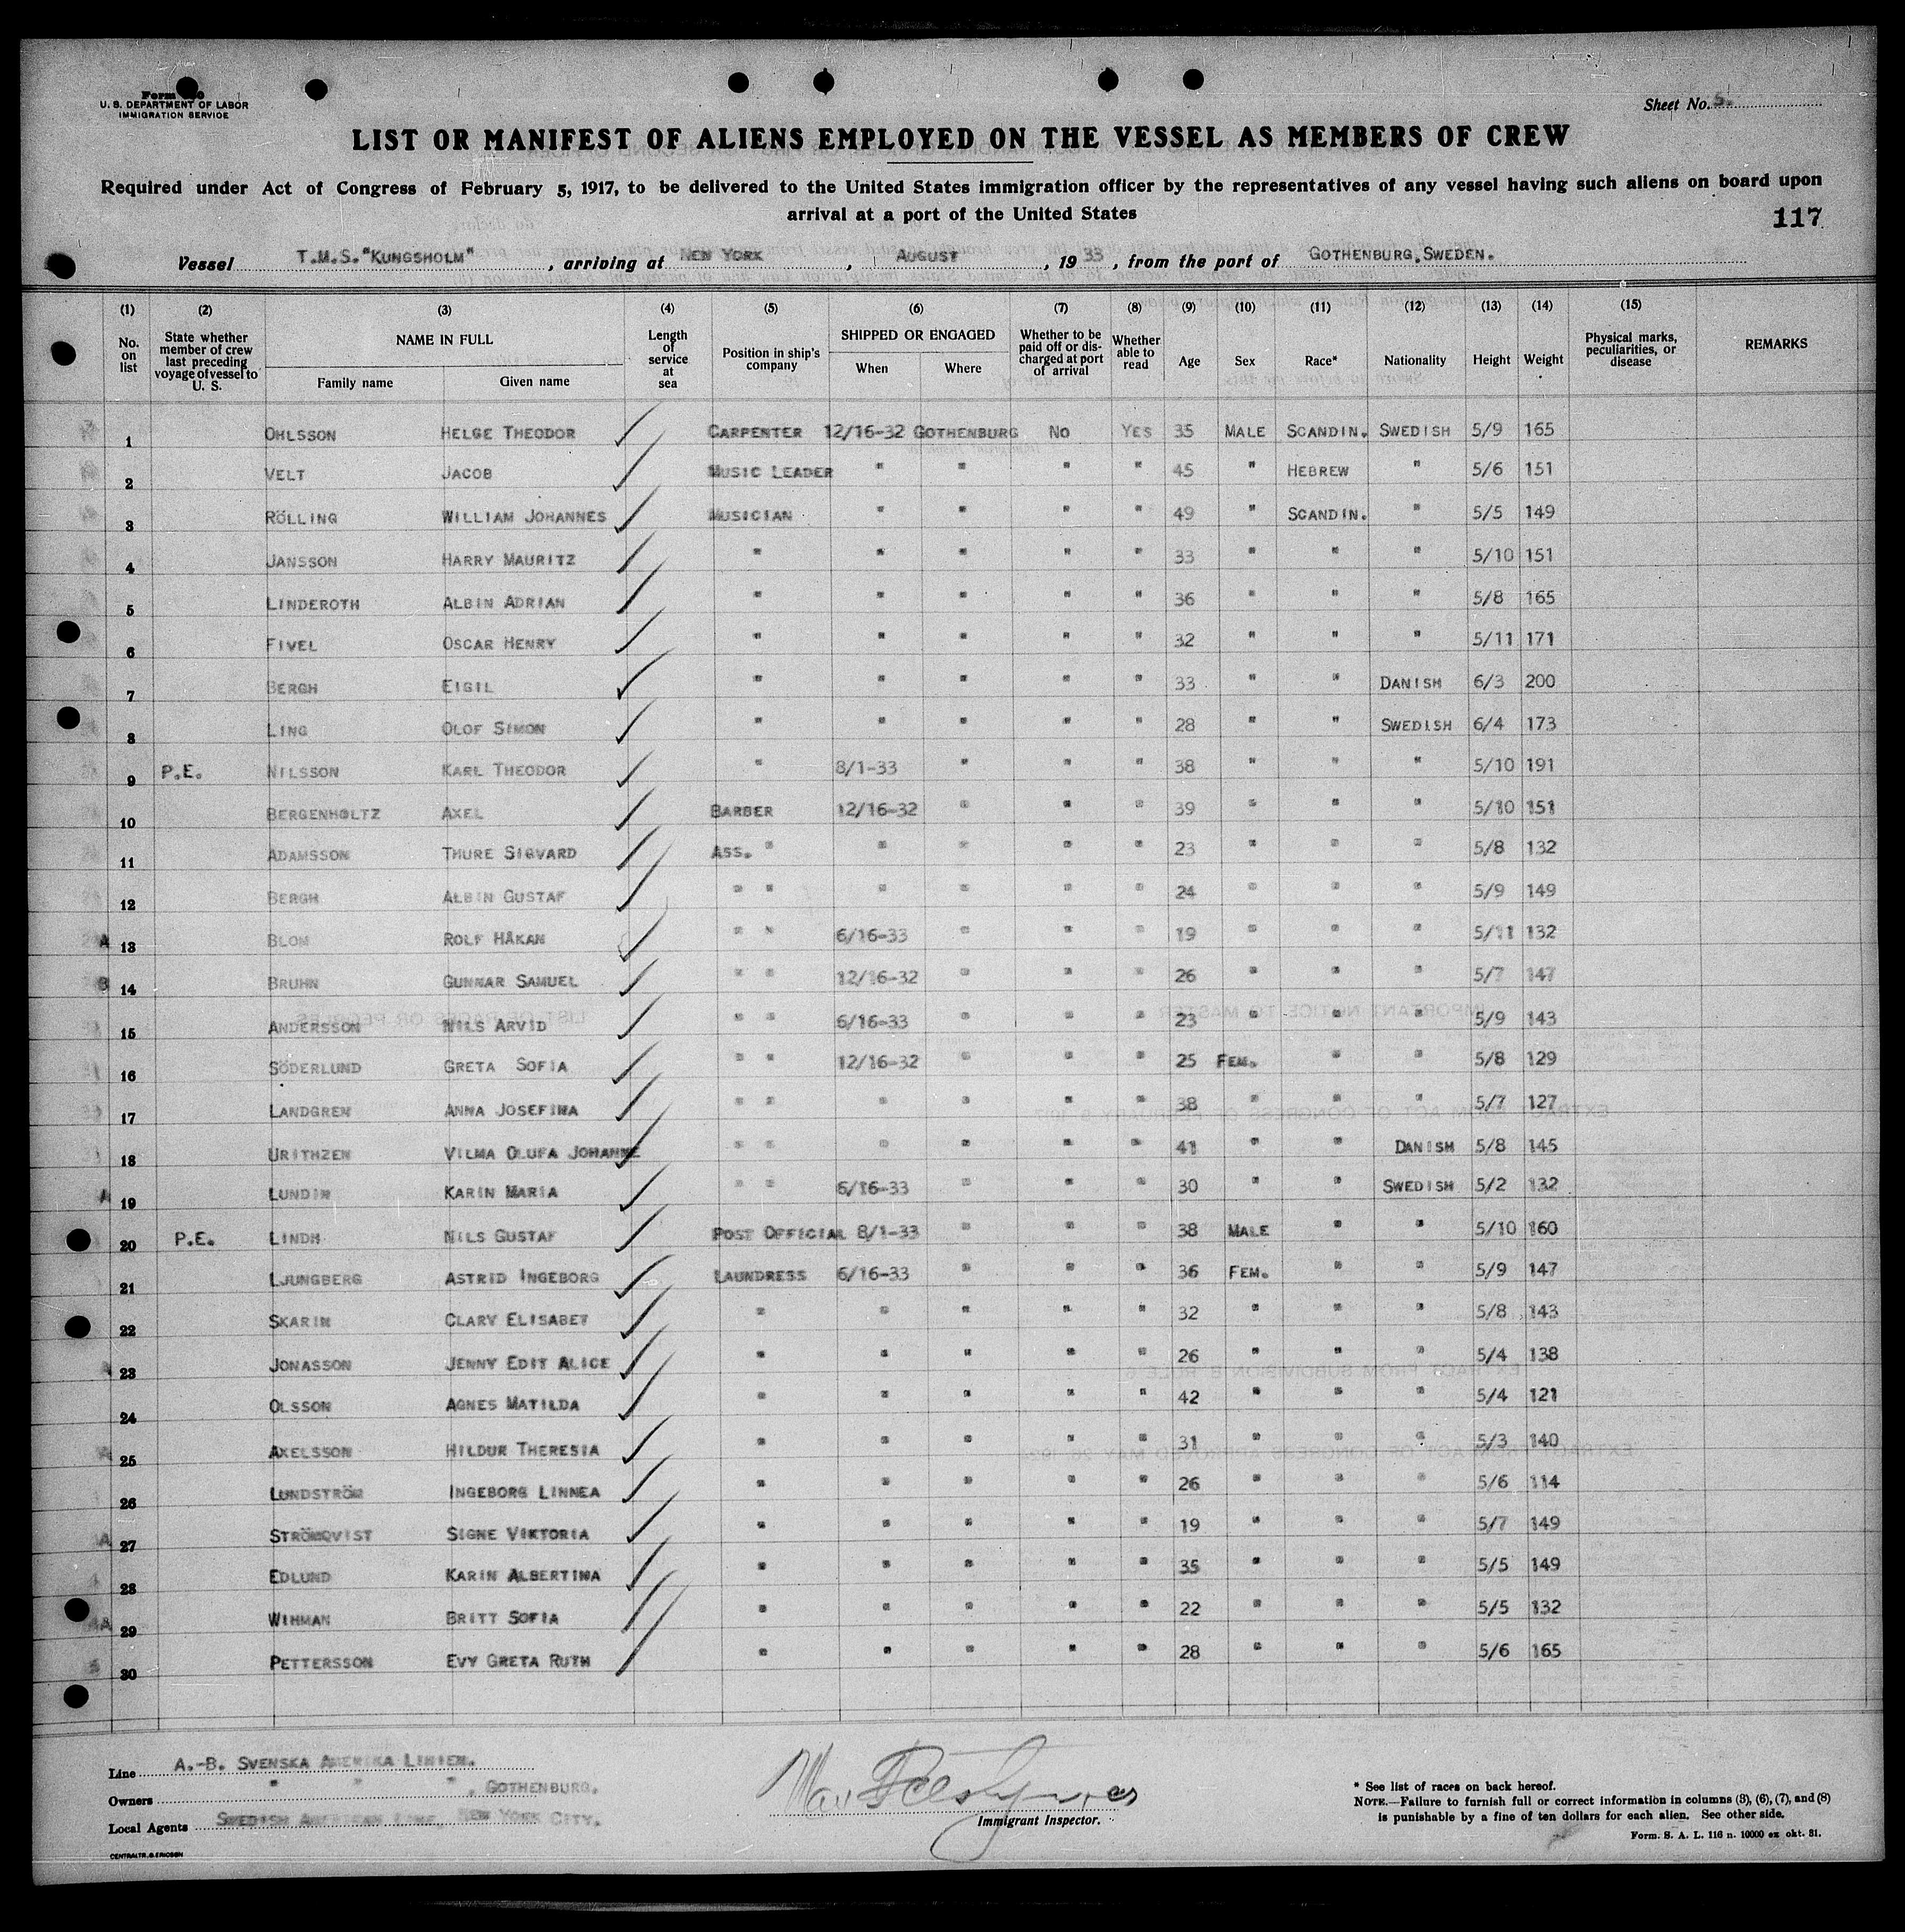 U. S. DEPARTMENT OF LABOR
IMMIGRATION SERVICE
Sheet No. 5.
LIST OR MANIFEST OF ALIENS EMPLOYED ON THE VESSEL AS MEMBERS OF CREW
Required under Act of Congress of February 5, 1917, to be delivered to the United States immigration officer by the representatives of any vessel having such aliens on board upon
arrival at a port of the United States
117
Vessel T.M.S. "KUNGSHOLM", arriving at NEW YORK, AUGUST, 1933, from the port of GOTHENBURG, SWEDEN.
(1) (2) (3) (4) (5) (6) (7) (8) (9) (10) (11) (12) (13) (14) (15)
No. on list State whether member of crew last preceding voyage of vessel to U. S. NAME IN FULL Family name Given name Length of service at sea Position in ship's company SHIPPED OR ENGAGED When Where Whether to be paid off or discharged at port of arrival Whether able to read Age Sex Race* Nationality Height Weight Physical marks, peculiarities, or disease REMARKS
1 OHLSSON HELGE THEODOR CARPENTER 12/16-32 GOTHENBURG NO YES 35 MALE SCANDIN. SWEDISH 5/9 165
2 VELT JACOB MUSIC LEADER " " " " 45 " HEBREW " 5/6 151
3 RÖLLING WILLIAM JOHANNES MUSICIAN " " " " 49 " SCANDIN. " 5/5 149
4 JANSSON HARRY MAURITZ " " " " " 33 " " " 5/10 151
5 LINDEROTH ALBIN ADRIAN " " " " " 36 " " " 5/8 165
6 FIVEL OSCAR HENRY " " " " " 32 " " " 5/11 171
7 BERGH EIGIL " " " " " 33 " " DANISH 6/3 200
8 LING OLOF SIMON " " " " " 28 " " SWEDISH 6/4 173
9 P.E. NILSSON KARL THEODOR " 8/1-33 " " " 38 " " " 5/10 191
10 BERGENHOLTZ AXEL BARBER 12/16-32 " " " 39 " " " 5/10 151
11 ADAMSSON THURE SIGVARD ASS. " " " " " 23 " " " 5/8 132
12 BERGH ALBIN GUSTAF " " " " " " 24 " " " 5/9 149
A 13 BLOM ROLF HÅKAN " " 6/16-33 " " " 19 " " " 5/11 132
B 14 BRUHN GUNNAR SAMUEL " " 12/16-32 " " " 26 " " " 5/7 147
15 ANDERSSON NILS ARVID " " 6/16-33 " " " 23 " " " 5/9 143
16 SÖDERLUND GRETA SOFIA " " 12/16-32 " " " 25 FEM. " " 5/8 129
17 LANDGREN ANNA JOSEFINA " " " " " " 38 " " " 5/7 127
18 URITHZEN VILMA OLUFA JOHANNE " " " " " " 41 " " DANISH 5/8 145
A 19 LUNDIN KARIN MARIA " " 6/16-33 " " " 30 " " SWEDISH 5/2 132
20 P.E. LINDH NILS GUSTAF POST OFFICIAL 8/1-33 " " " 38 MALE " " 5/10 160
21 LJUNGBERG ASTRID INGEBORG LAUNDRESS 6/16-33 " " " 36 FEM. " " 5/9 147
22 SKARIN CLARY ELISABET " " " " " 32 " " " 5/8 143
23 JONASSON JENNY EDIT ALICE " " " " " 26 " " " 5/4 138
24 OLSSON AGNES MATILDA " " " " " 42 " " " 5/4 121
25 AXELSSON HILDUR THERESIA " " " " " 31 " " " 5/3 140
26 LUNDSTRÖM INGEBORG LINNEA " " " " " 26 " " " 5/6 114
27 STRÖMQVIST SIGNE VIKTORIA " " " " " 19 " " " 5/7 149
28 EDLUND KARIN ALBERTINA " " " " " 35 " " " 5/5 149
29 WIHMAN BRITT SOFIA " " " " " 22 " " " 5/5 132
30 PETTERSSON EVY GRETA RUTH " " " " " 28 " " " 5/6 165
Line A.-B. SVENSKA AMERIKA LINIEN.
Owners " " ", GOTHENBURG.
Local Agents SWEDISH AMERICAN LINE, NEW YORK CITY.
CENTRALTR. G. ERICSON
Immigrant Inspector.
* See list of races on back hereof.
NOTE.—Failure to furnish full or correct information in columns (3), (6), (7), and (8)
is punishable by a fine of ten dollars for each alien. See other side.
Form. S. A. L. 116 n. 10000 ex okt. 31.